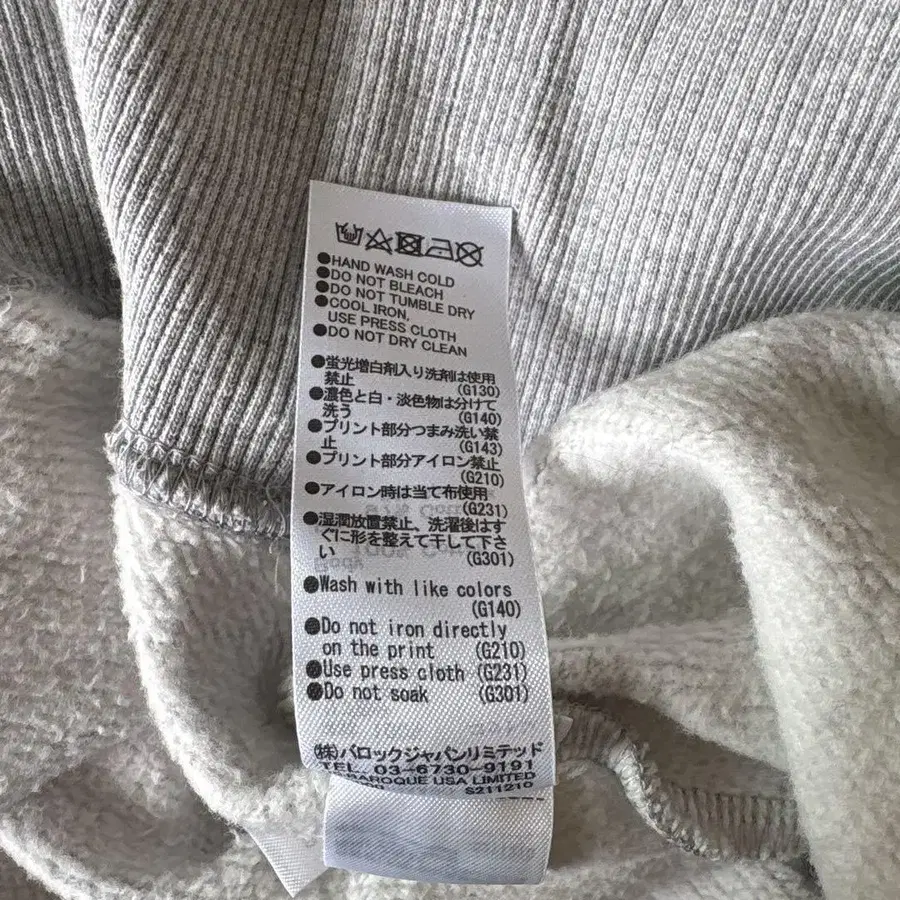 ●HAND WASH COLD
●DO NOT BLEACH
●DO NOT TUMBLE DRY
●COOL IRON,
USE PRESS CLOTH
●DO NOT DRY CLEAN
●蛍光増白剤入り洗剤は使用
禁止 (G130)
●濃色と白・淡色物は分けて
洗う (G140)
●プリント部分つまみ洗い禁
止 (G143)
●プリント部分アイロン禁止
(G210)
●アイロン時は当て布使用
(G231)
●湿潤放置禁止、洗濯後はす
ぐに形を整えて干して下さ
い (G301)
●Wash with like colors
(G140)
●Do not iron directly
on the print (G210)
●Use press cloth (G231)
●Do not soak (G301)
(株)バロックジャパンリミテッド
TEL 03-6730-9191
BAROQUE USA LIMITED
S211210